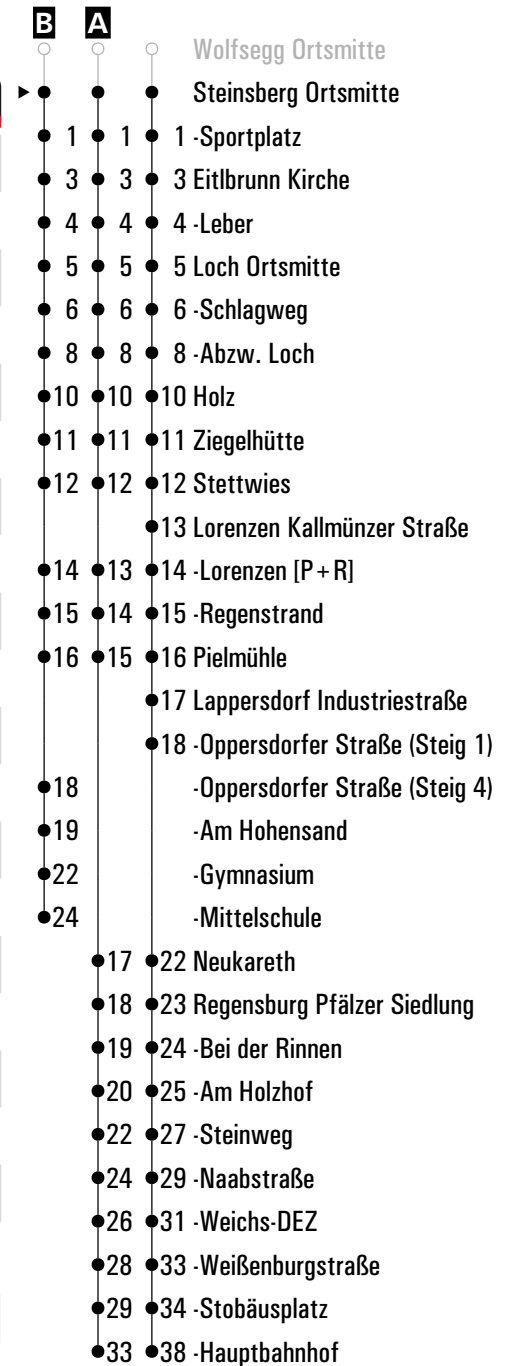 B A
Wolfsegg Ortsmitte
▶ Steinsberg Ortsmitte
1 1 1 -Sportplatz
3 3 3 Eitlbrunn Kirche
4 4 4 -Leber
5 5 5 Loch Ortsmitte
6 6 6 -Schlagweg
8 8 8 -Abzw. Loch
10 10 10 Holz
11 11 11 Ziegelhütte
12 12 12 Stettwies
13 Lorenzen Kallmünzer Straße
14 13 14 -Lorenzen [P+R]
15 14 15 -Regenstrand
16 15 16 Pielmühle
17 Lappersdorf Industriestraße
18 -Oppersdorfer Straße (Steig 1)
18 -Oppersdorfer Straße (Steig 4)
19 -Am Hohensand
22 -Gymnasium
24 -Mittelschule
17 22 Neukareth
18 23 Regensburg Pfälzer Siedlung
19 24 -Bei der Rinnen
20 25 -Am Holzhof
22 27 -Steinweg
24 29 -Naabstraße
26 31 -Weichs-DEZ
28 33 -Weißenburgstraße
29 34 -Stobäusplatz
33 38 -Hauptbahnhof